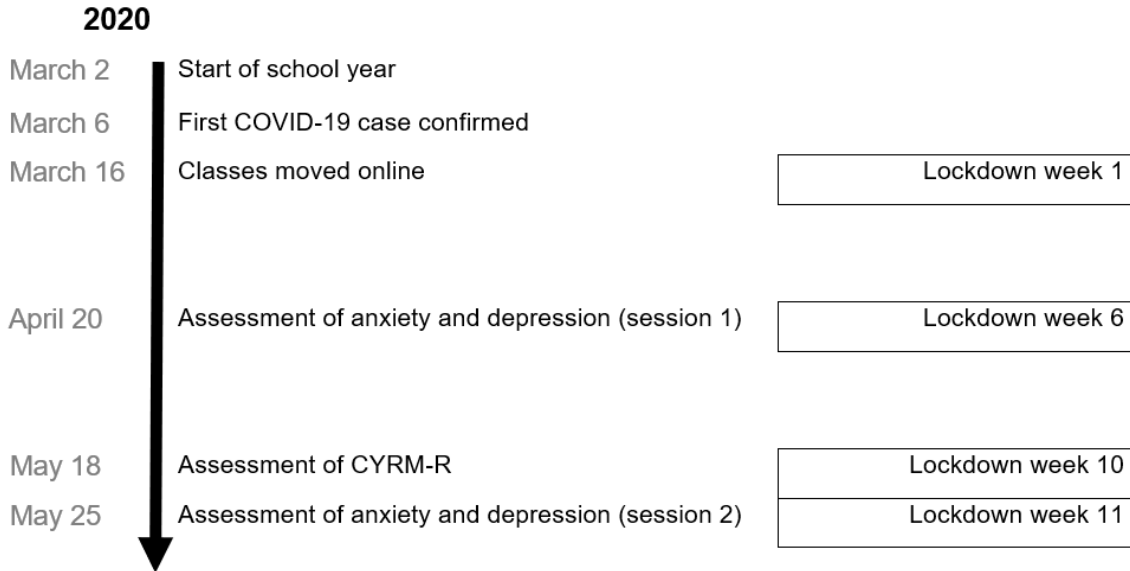 2020
March 2 Start of school year
March 6 First COVID-19 case confirmed
March 16 Classes moved online Lockdown week 1
April 20 Assessment of anxiety and depression (session 1) Lockdown week 6
May 18 Assessment of CYRM-R Lockdown week 10
May 25 Assessment of anxiety and depression (session 2) Lockdown week 11